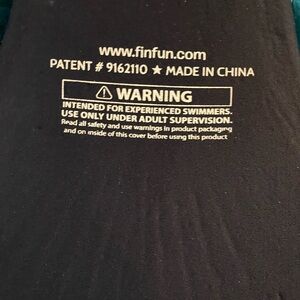 www.finfun.com
PATENT # 9162110 ★ MADE IN CHINA
⚠ WARNING
INTENDED FOR EXPERIENCED SWIMMERS.
USE ONLY UNDER ADULT SUPERVISION.
Read all safety and use warnings in product packaging
and on inside of this cover before using this product